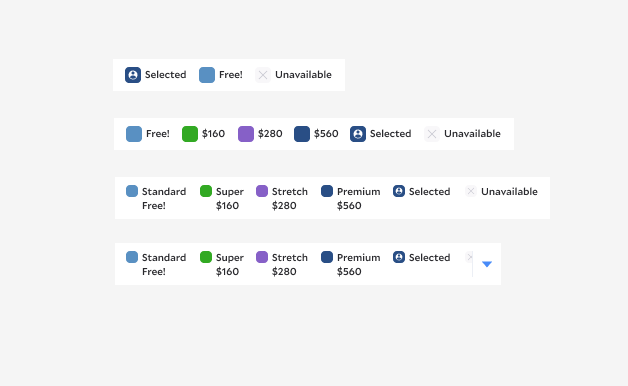 Selected Free! Unavailable
Free! $160 $280 $560 Selected Unavailable
Standard Super Stretch Premium Selected Unavailable
Free! $160 $280 $560
Standard Super Stretch Premium Selected
Free! $160 $280 $560